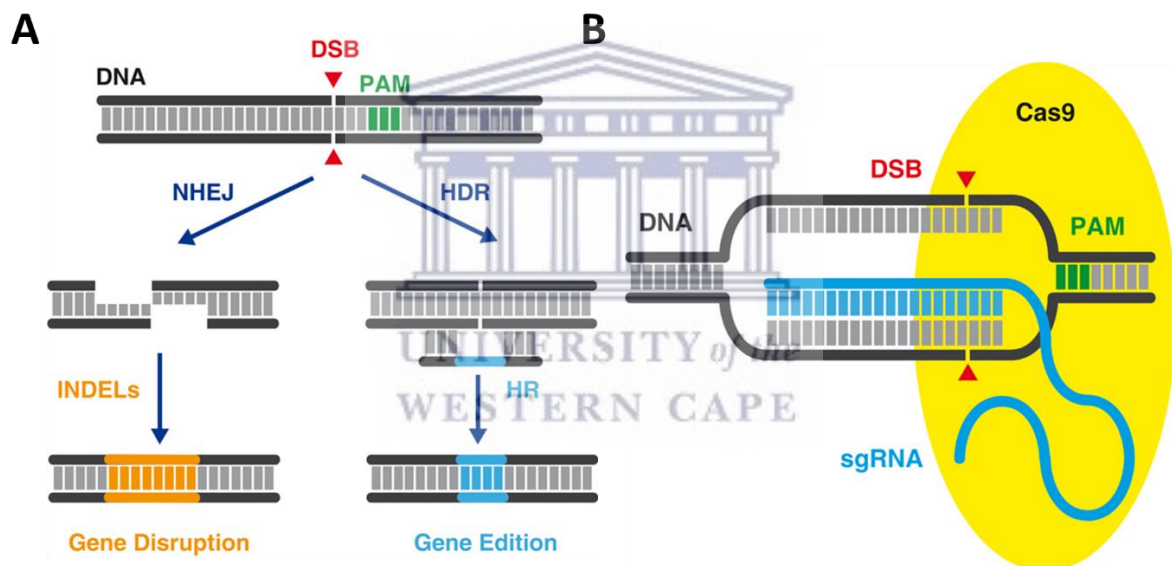 A
DSB
DNA
PAM
NHEJ
HDR
INDELs
HR
Gene Disruption
Gene Edition
B
Cas9
DSB
DNA
PAM
sgRNA
UNIVERSITY of the
WESTERN CAPE